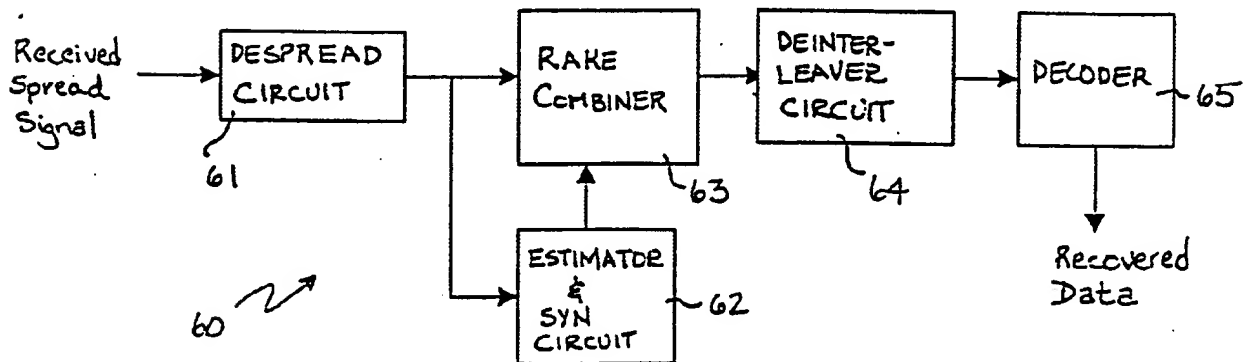 Received
Spread
Signal
DESPREAD
CIRCUIT
61
RAKE
COMBINER
63
DEINTER-
LEAVER
CIRCUIT
64
DECODER
65
ESTIMATOR
&
SYN
CIRCUIT
62
60
Recovered
Data